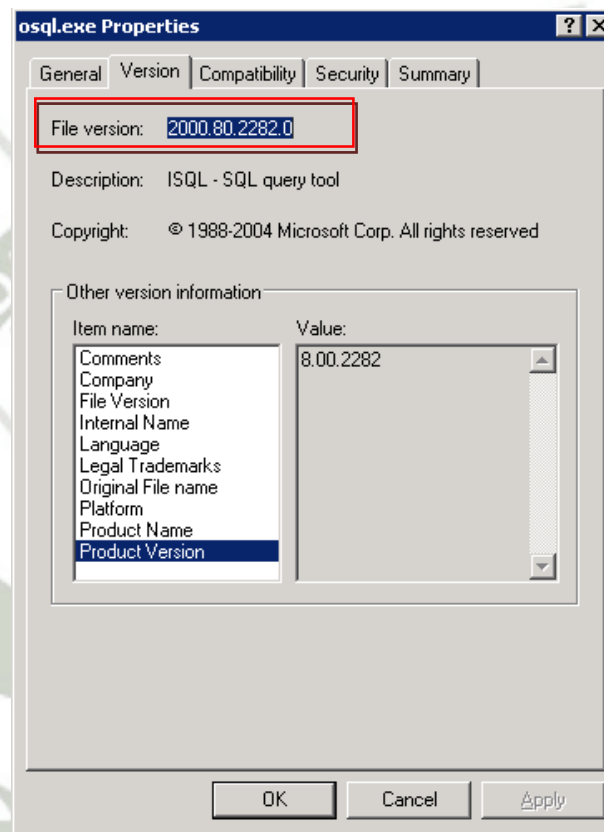 osql.exe Properties
General Version Compatibility Security Summary
File version: 2000.80.2282.0
Description: ISQL - SQL query tool
Copyright: © 1988-2004 Microsoft Corp. All rights reserved
Other version information
Item name: Value:
Comments 8.00.2282
Company
File Version
Internal Name
Language
Legal Trademarks
Original File name
Platform
Product Name
Product Version
OK Cancel Apply